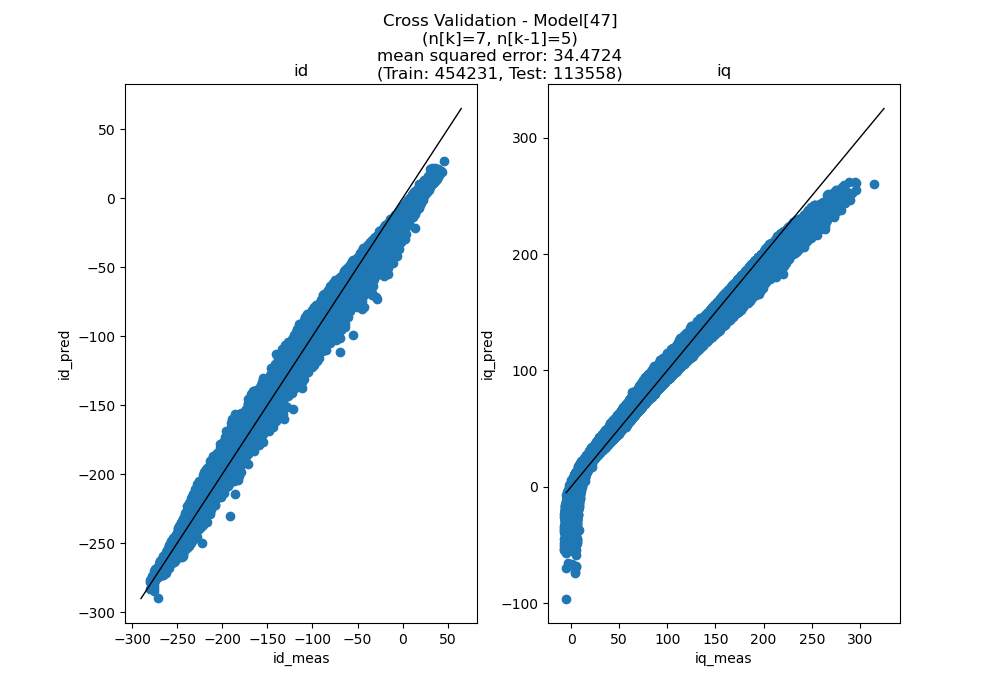 Cross Validation - Model[47]
(n[k]=7, n[k-1]=5)
mean squared error: 34.4724
(Train: 454231, Test: 113558)
id
50
0
−50
−100
−150
−200
−250
−300
id_pred
−300 −250 −200 −150 −100 −50 0 50
id_meas
iq
300
200
100
0
−100
iq_pred
0 50 100 150 200 250 300
iq_meas